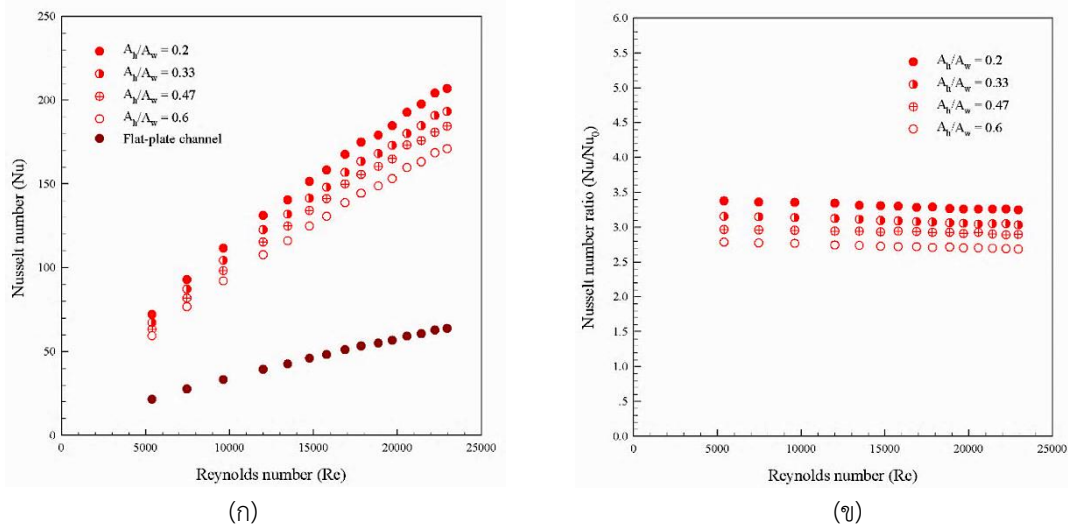 250
200
150
100
50
0
Nusselt number (Nu)
A_h/A_w = 0.2
A_h/A_w = 0.33
A_h/A_w = 0.47
A_h/A_w = 0.6
Flat-plate channel
0 5000 10000 15000 20000 25000
Reynolds number (Re)
(ก)
6.0
5.5
5.0
4.5
4.0
3.5
3.0
2.5
2.0
1.5
1.0
.5
0.0
Nusselt number ratio (Nu/Nu_0)
A_h/A_w = 0.2
A_h/A_w = 0.33
A_h/A_w = 0.47
A_h/A_w = 0.6
0 5000 10000 15000 20000 25000
Reynolds number (Re)
(ข)